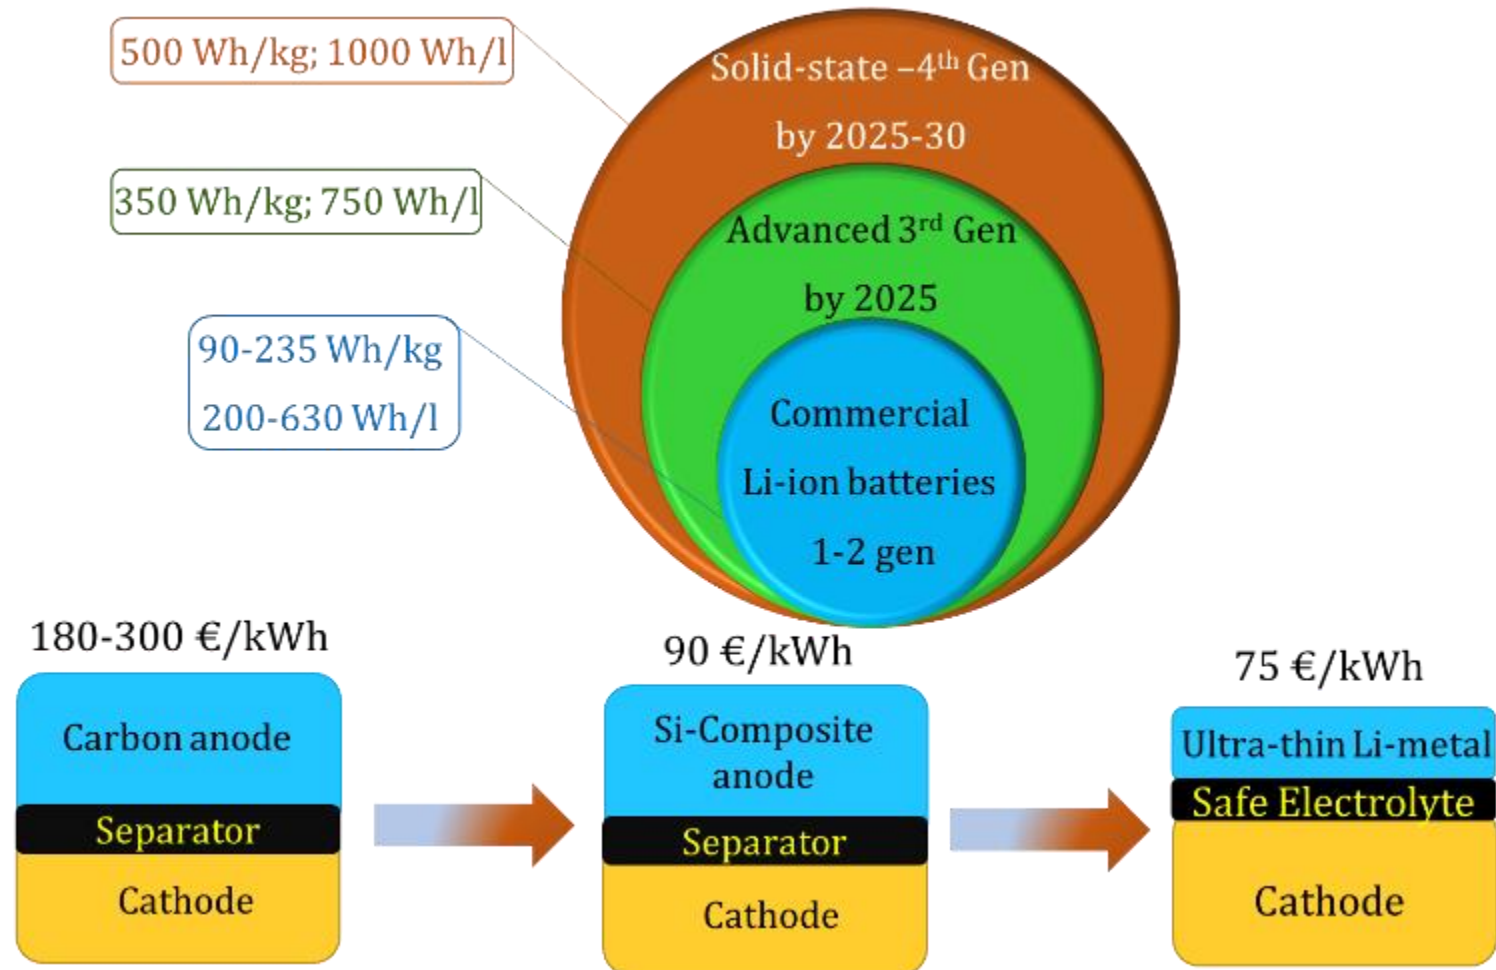 500 Wh/kg; 1000 Wh/l
Solid-state –4th Gen
by 2025-30
350 Wh/kg; 750 Wh/l
Advanced 3rd Gen
by 2025
90-235 Wh/kg
200-630 Wh/l
Commercial
Li-ion batteries
1-2 gen
180-300 €/kWh
Carbon anode
Separator
Cathode
90 €/kWh
Si-Composite
anode
Separator
Cathode
75 €/kWh
Ultra-thin Li-metal
Safe Electrolyte
Cathode